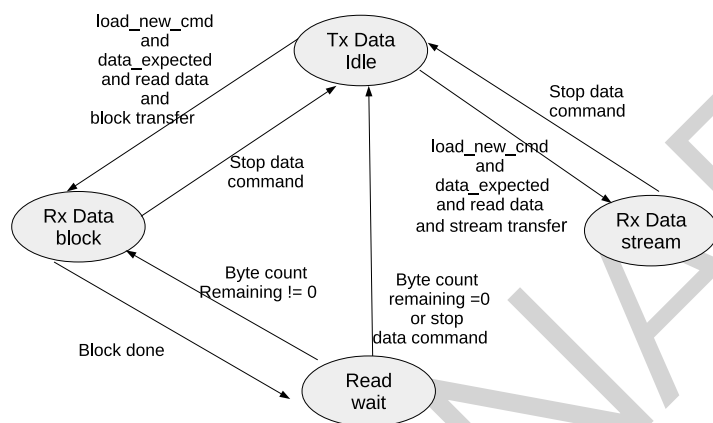 load_new_cmd
and
data_expected
and read data
and
block transfer
Tx Data
Idle
Stop data
command
Stop data
command
load_new_cmd
and
data_expected
and read data
and stream transfer
Rx Data
block
Rx Data
stream
Byte count
Remaining != 0
Byte count
remaining =0
or stop
data command
Block done
Read
wait